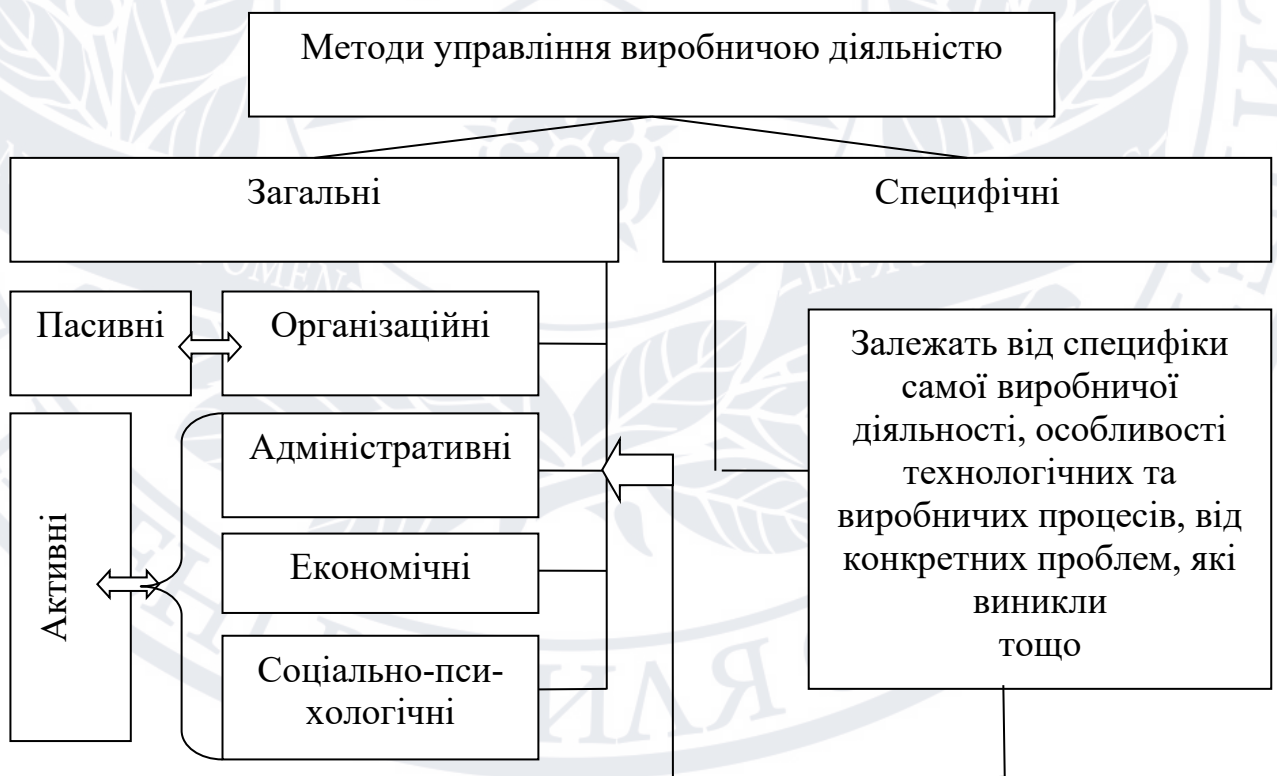 Методи управління виробничою діяльністю
Загальні
Специфічні
Пасивні
Організаційні
Активні
Адміністративні
Економічні
Соціально-пси-
хологічні
Залежать від специфіки
самої виробничої
діяльності, особливості
технологічних та
виробничих процесів, від
конкретних проблем, які
виникли
тощо